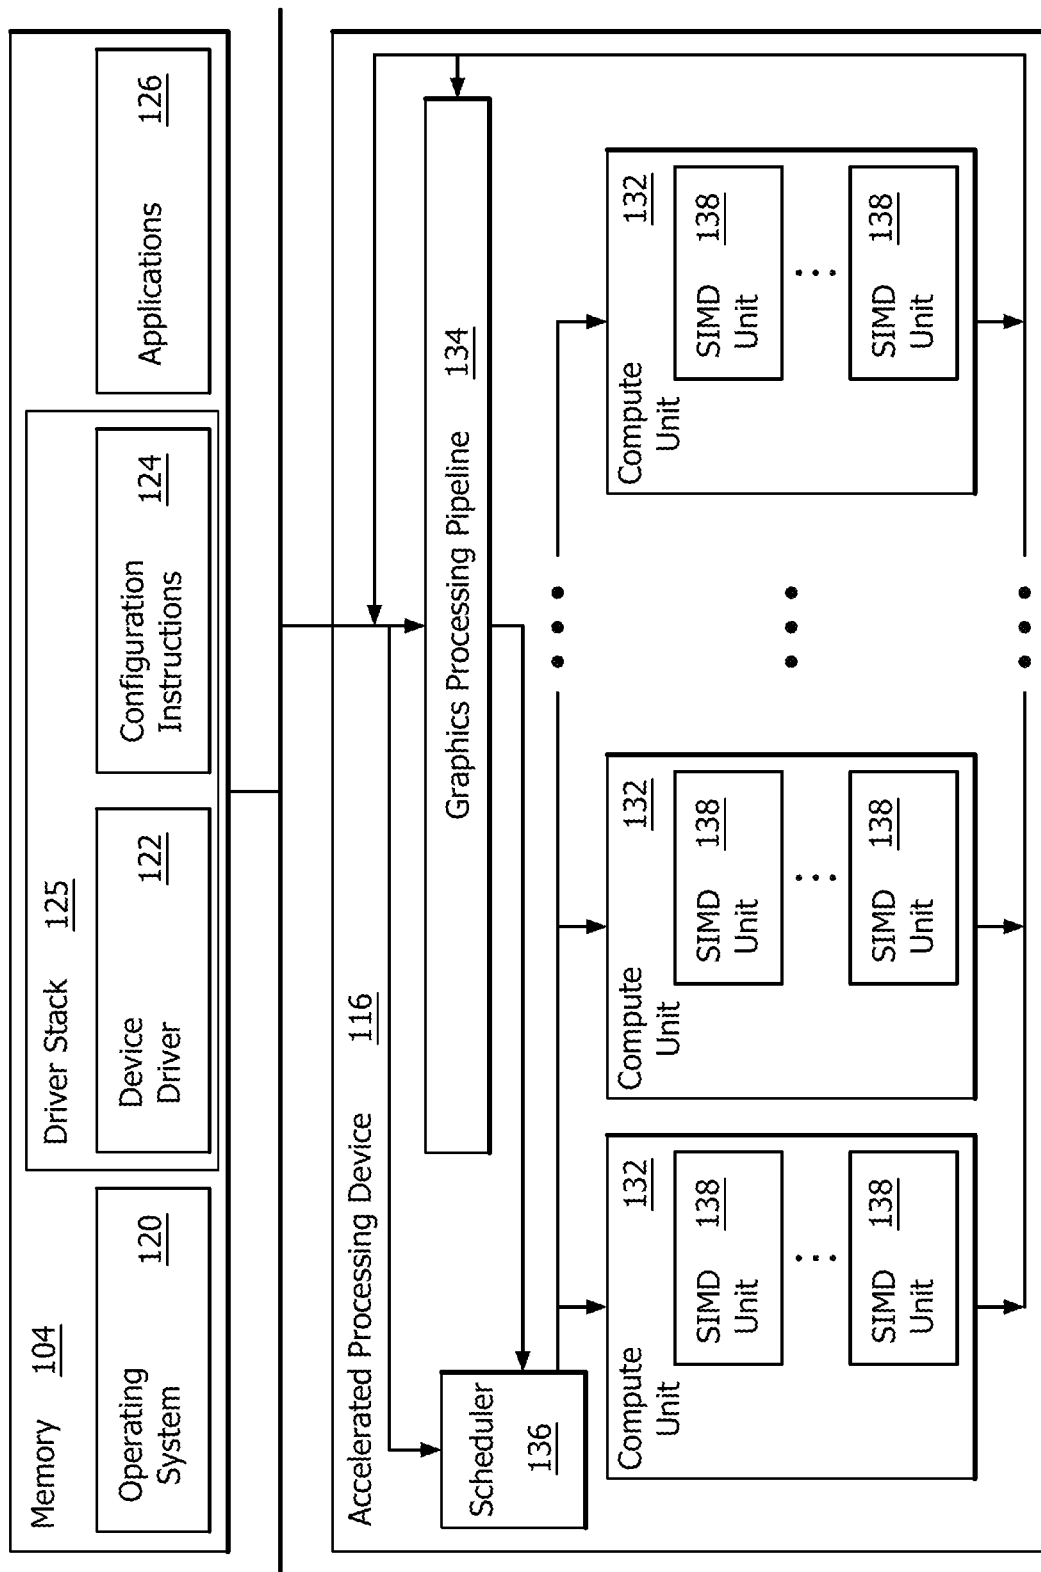 Memory 104
Operating
System
120
Driver Stack 125
Device
Driver
122
Configuration
Instructions
124
Applications 126
Accelerated Processing Device 116
Scheduler
136
Graphics Processing Pipeline 134
Compute
Unit
132
SIMD
Unit
138
SIMD
Unit
138
Compute
Unit
132
SIMD
Unit
138
SIMD
Unit
138
Compute
Unit
132
SIMD
Unit
138
SIMD
Unit
138